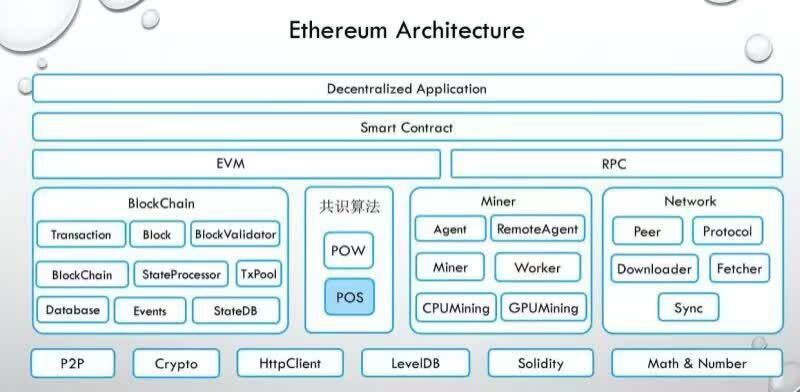 Ethereum Architecture
Decentralized Application
Smart Contract
EVM
RPC
BlockChain
Transaction
Block
BlockValidator
BlockChain
StateProcessor
TxPool
Database
Events
StateDB
共识算法
POW
POS
Miner
Agent
RemoteAgent
Miner
Worker
CPUMining
GPUMining
Network
Peer
Protocol
Downloader
Fetcher
Sync
P2P
Crypto
HttpClient
LevelDB
Solidity
Math & Number